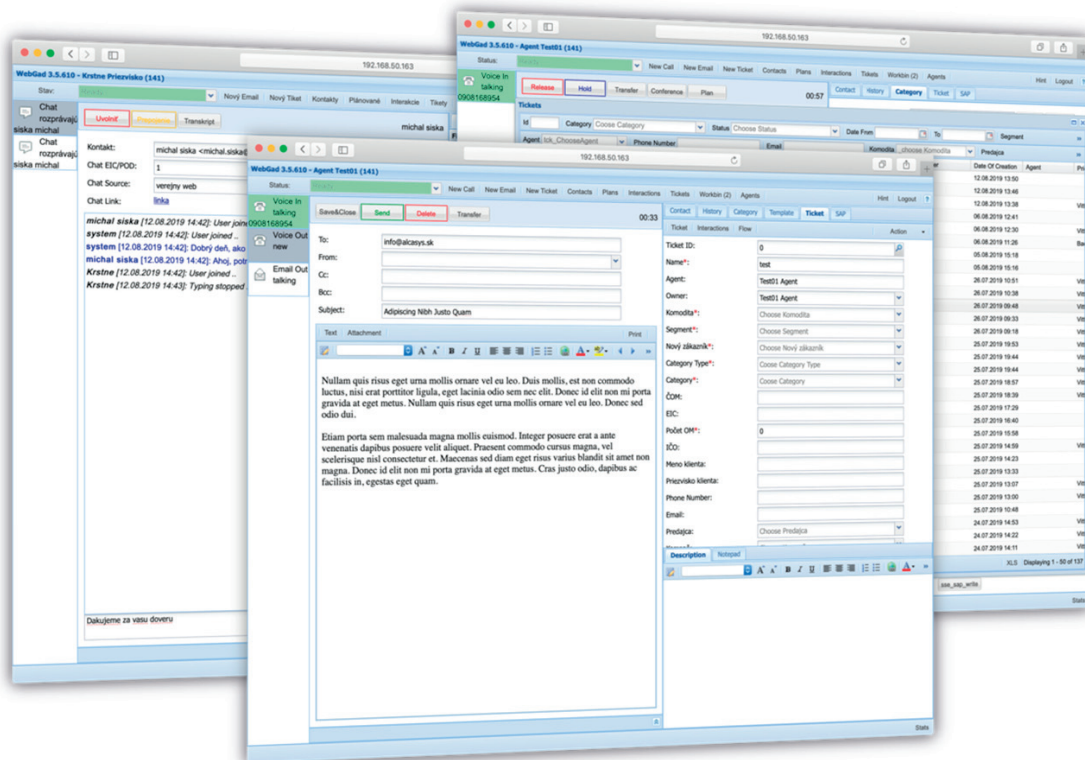 192.168.50.163
WebGad 3.5.610 - Krstne Priezvisko (141)
Stav:
Nový Email Nový Tiket Kontakty Plánované Interakcie Tikety
Chat
rozprávajú
siska michal
Chat
rozprávajú
siska michal
Uvolniť
Transkript
michal siska
Kontakt:
michal siska <michal.siska@
Chat EIC/POD:
1
Chat Source:
verejny web
Chat Link:
linka
michal siska [12.08.2019 14:42]: User joine
system [12.08.2019 14:42]: User joined ..
system [12.08.2019 14:42]: Dobrý deň, ako
michal siska [12.08.2019 14:42]: Ahoj, potr
Krstne [12.08.2019 14:42]: User joined ..
Krstne [12.08.2019 14:43]: Typing stopped
Dakujeme za vasu doveru
192.168.50.163
WebGad 3.5.610 - Agent Test01 (141)
Status:
New Call New Email New Ticket Contacts Plans Interactions Tickets Workbin (2) Agents
Hint Logout
Voice In
talking
0908168954
Release Hold Transfer Conference Plan
00:57
Contact History Category Ticket SAP
Tickets
Id
Category Coose Category
Status Choose Status
Date From
To
Segment
Agent lck_ChooseAgent
Phone Number
Email
Komodita _choose Komodita
Predajca
Date Of Creation Agent
12.08.2019 13:50
12.08.2019 13:46
12.08.2019 13:38
06.08.2019 12:41
06.08.2019 12:30
06.08.2019 11:26
05.08.2019 15:18
05.08.2019 15:16
26.07.2019 10:51
26.07.2019 10:38
26.07.2019 09:48
26.07.2019 09:33
26.07.2019 09:18
25.07.2019 19:53
25.07.2019 19:44
25.07.2019 19:44
25.07.2019 18:57
25.07.2019 18:39
25.07.2019 17:29
25.07.2019 16:40
25.07.2019 15:58
25.07.2019 14:59
25.07.2019 14:23
25.07.2019 13:33
25.07.2019 13:07
25.07.2019 13:00
25.07.2019 10:48
24.07.2019 14:53
24.07.2019 14:22
24.07.2019 14:11
XLS Displaying 1 - 50 of 137
sse_sap_write
Stats
192.168.50.163
WebGad 3.5.610 - Agent Test01 (141)
Status:
New Call New Email New Ticket Contacts Plans Interactions Tickets Workbin (2) Agents
Hint Logout
Voice In
talking
0908168954
Voice Out
new
Email Out
talking
Save&Close Send Delete Transfer
00:33
To:
info@alcasys.sk
From:
Cc:
Bcc:
Subject:
Adipiscing Nibh Justo Quam
Text Attachment
Print
Nullam quis risus eget urna mollis ornare vel eu leo. Duis mollis, est non commodo
luctus, nisi erat porttitor ligula, eget lacinia odio sem nec elit. Donec id elit non mi porta
gravida at eget metus. Nullam quis risus eget urna mollis ornare vel eu leo. Donec sed
odio dui.
Etiam porta sem malesuada magna mollis euismod. Integer posuere erat a ante
venenatis dapibus posuere velit aliquet. Praesent commodo cursus magna, vel
scelerisque nisl consectetur et. Maecenas sed diam eget risus varius blandit sit amet non
magna. Donec id elit non mi porta gravida at eget metus. Cras justo odio, dapibus ac
facilisis in, egestas eget quam.
Contact History Category Template Ticket SAP
Ticket Interactions Flow
Action
Ticket ID:
0
Name*:
test
Agent:
Test01 Agent
Owner:
Test01 Agent
Komodita*:
Choose Komodita
Segment*:
Choose Segment
Nový zákazník*:
Choose Nový zákazník
Category Type*:
Coose Category Type
Category*:
Coose Category
ČOM:
EIC:
Počet OM*:
0
IČO:
Meno klienta:
Priezvisko klienta:
Phone Number:
Email:
Predajca:
Choose Predajca
Description Notepad
Stats